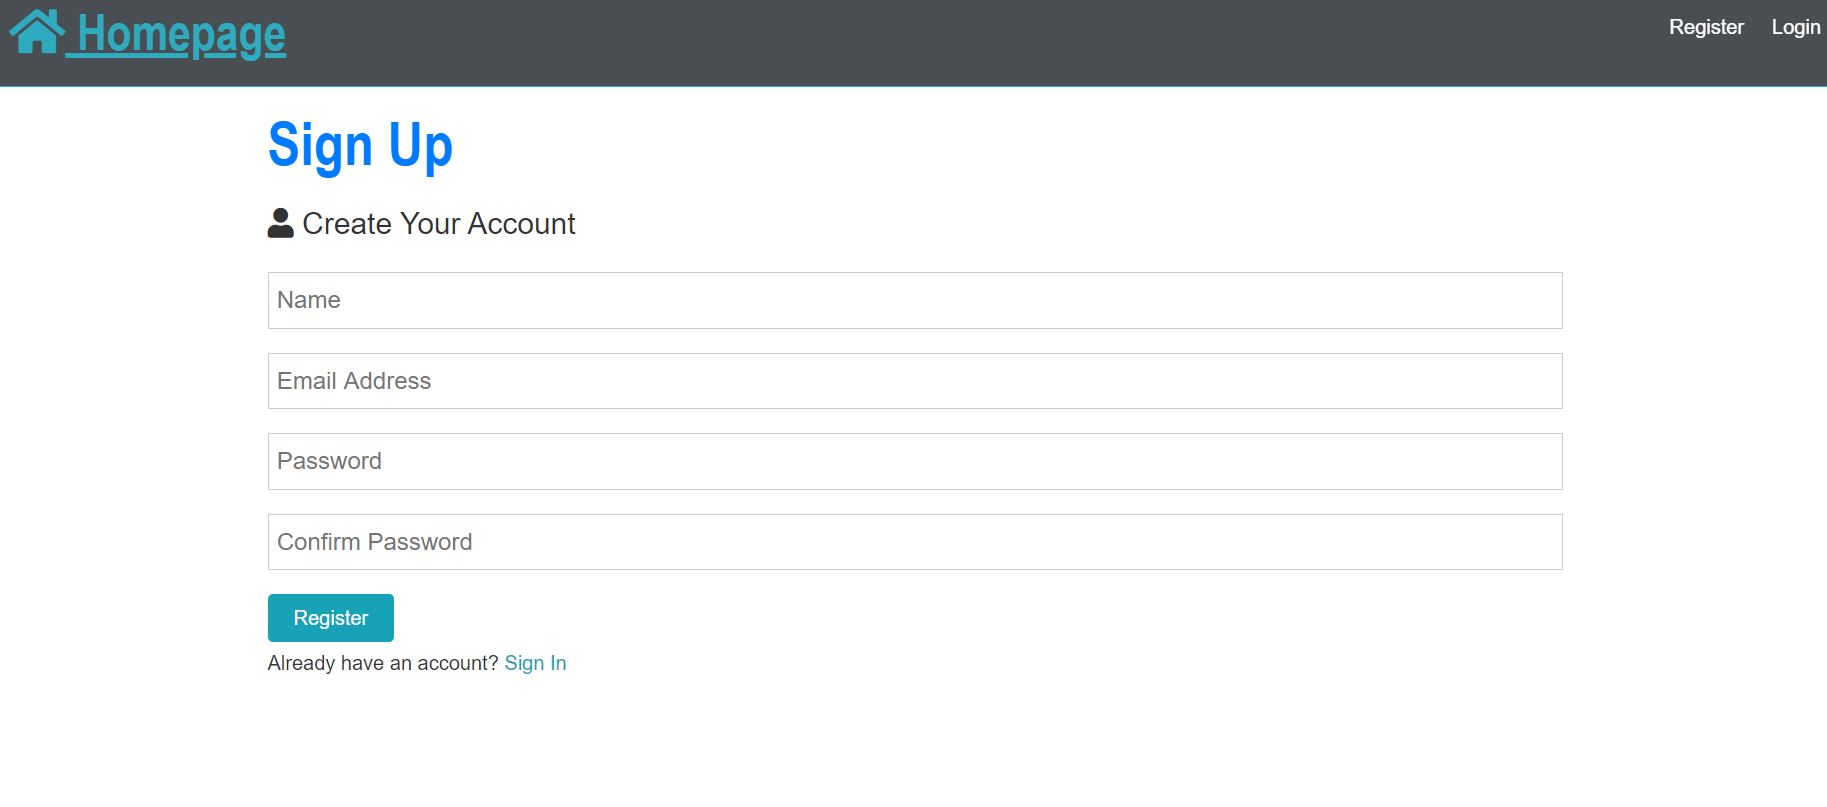 Homepage
Register
Login
Sign Up
Create Your Account
Name
Email Address
Password
Confirm Password
Register
Already have an account? Sign In